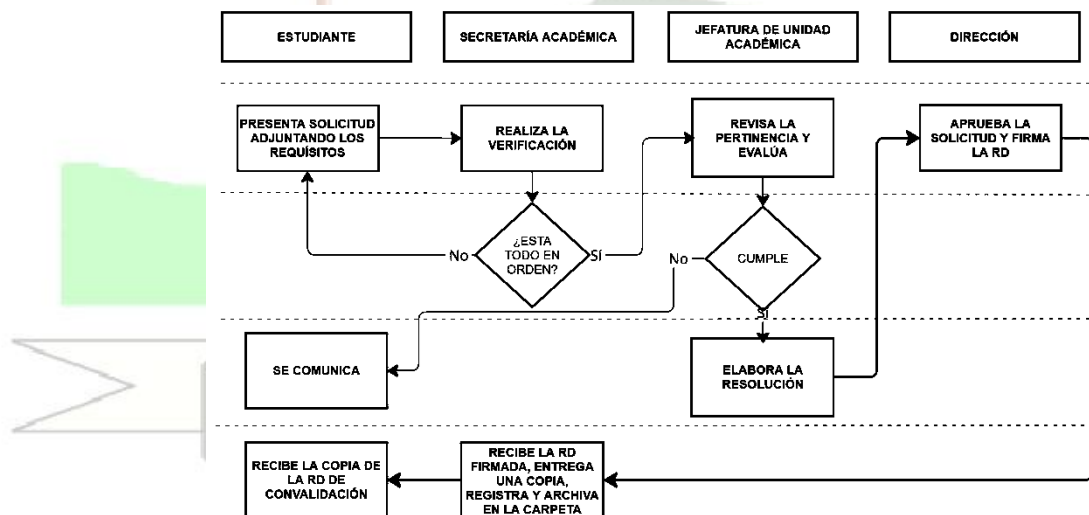 ESTUDIANTE
SECRETARÍA ACADÉMICA
JEFATURA DE UNIDAD
ACADÉMICA
DIRECCIÓN
PRESENTA SOLICITUD
ADJUNTANDO LOS
REQUÍSITOS
REALIZA LA
VERIFICACIÓN
REVISA LA
PERTINENCIA Y
EVALÚA
APRUEBA LA
SOLICITUD Y FIRMA
LA RD
¿ESTA
TODO EN
ORDEN?
No
Sí
CUMPLE
No
Sí
SE COMUNICA
ELABORA LA
RESOLUCIÓN
RECIBE LA COPIA DE
LA RD DE
CONVALIDACIÓN
RECIBE LA RD
FIRMADA, ENTREGA
UNA COPIA,
REGISTRA Y ARCHIVA
EN LA CARPETA